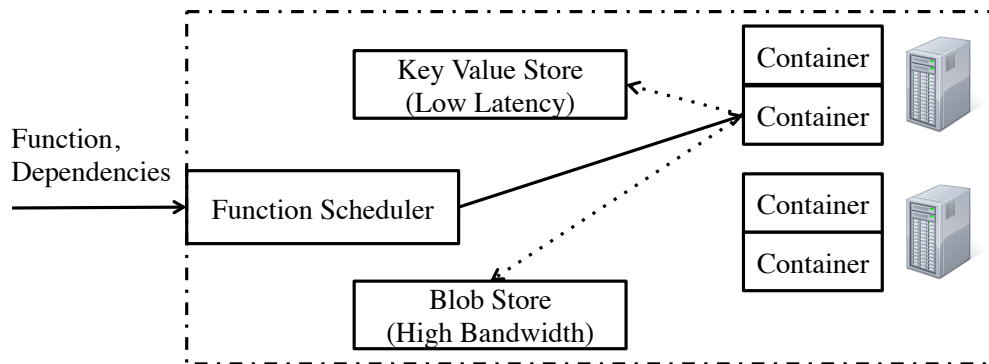 Function,
Dependencies
Function Scheduler
Key Value Store
(Low Latency)
Blob Store
(High Bandwidth)
Container
Container
Container
Container